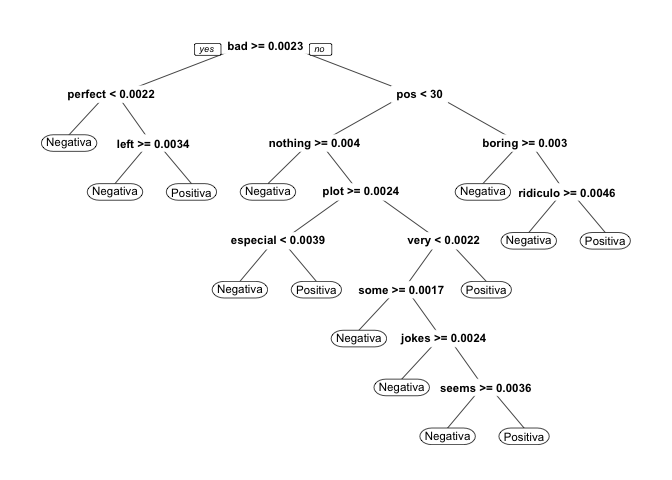 yes bad >= 0.0023 no
perfect < 0.0022 pos < 30
Negativa left >= 0.0034 nothing >= 0.004 boring >= 0.003
Negativa Positiva Negativa plot >= 0.0024 Negativa ridiculo >= 0.0046
especial < 0.0039 very < 0.0022 Negativa Positiva
Negativa Positiva some >= 0.0017 Positiva
Negativa jokes >= 0.0024
Negativa seems >= 0.0036
Negativa Positiva